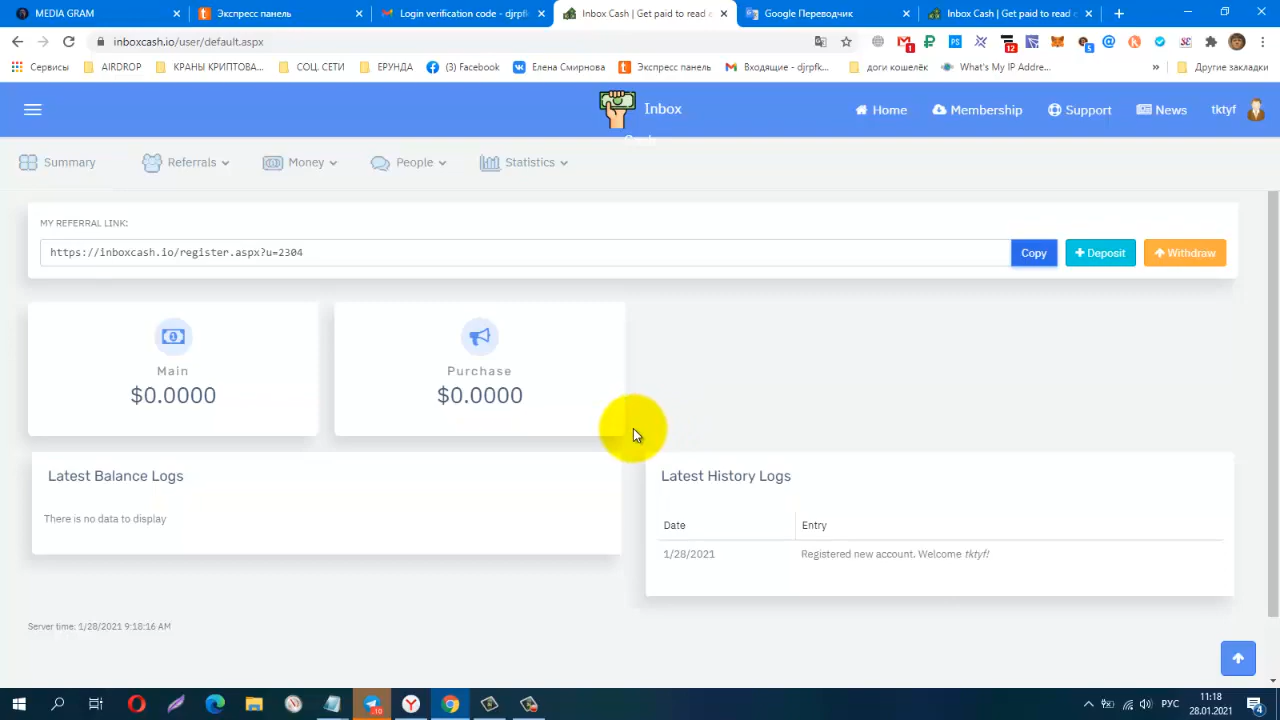 MEDIA GRAM
Экспресс панель
Login verification code - djrpf
Inbox Cash | Get paid to read
Google Переводчик
Inbox Cash | Get paid to read
inboxcash.io/user/default.aspx
1
12
5
Сервисы
AIRDROP
КРАНЫ КРИПТОВА...
СОЦ. СЕТИ
ЕРУНДА
(3) Facebook
Елена Смирнова
Экспресс панель
Входящие - djrpfk...
доги кошелёк
What's My IP Addre...
»
Другие закладки
Inbox
Home
Membership
Support
News
tktyf
Summary
Referrals
Money
People
Statistics
MY REFERRAL LINK:
https://inboxcash.io/register.aspx?u=2304
Copy
+ Deposit
Withdraw
Main
$0.0000
Purchase
$0.0000
Latest Balance Logs
There is no data to display
Latest History Logs
Date
Entry
1/28/2021
Registered new account. Welcome tktyf!
Server time: 1/28/2021 9:18:16 AM
10
РУС
11:18
28.01.2021
4